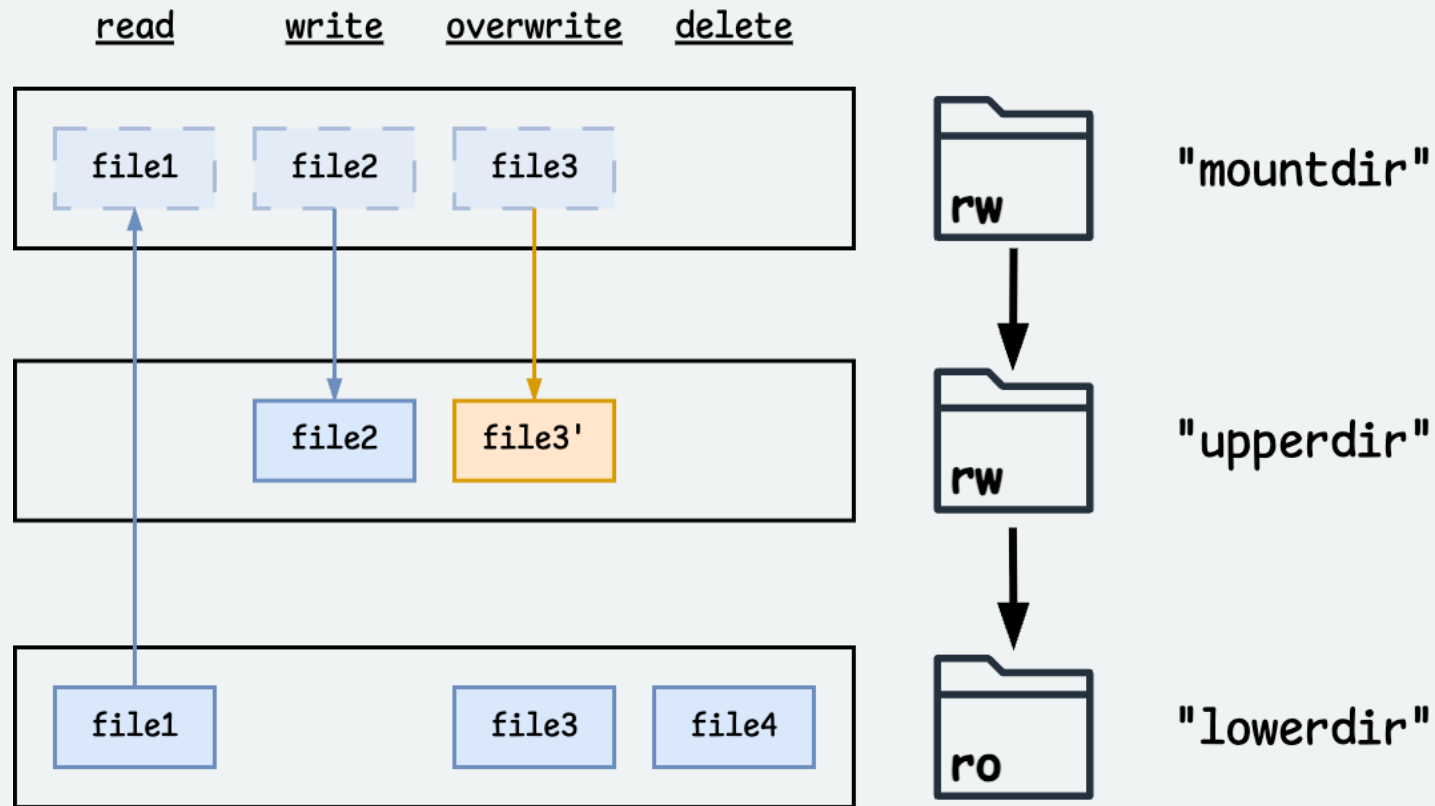 read write overwrite delete
file1 file2 file3
rw
"mountdir"
file2 file3'
rw
"upperdir"
file1 file3 file4
ro
"lowerdir"